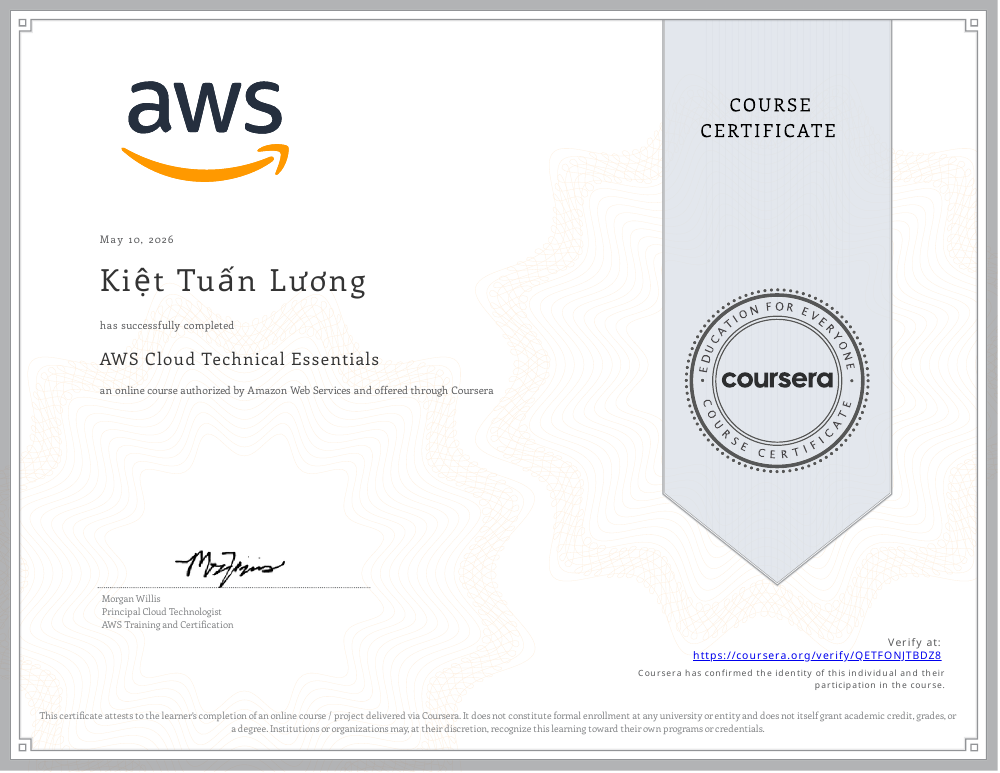 aws
COURSE
CERTIFICATE
May 10, 2026
Kiệt Tuấn Lương
has successfully completed
AWS Cloud Technical Essentials
an online course authorized by Amazon Web Services and offered through Coursera
EDUCATION FOR EVERYONE
coursera
COURSE CERTIFICATE
Morgan Willis
Principal Cloud Technologist
AWS Training and Certification
Verify at:
https://coursera.org/verify/QETFONJTBDZ8
Coursera has confirmed the identity of this individual and their
participation in the course.
This certificate attests to the learner's completion of an online course / project delivered via Coursera. It does not constitute formal enrollment at any university or entity and does not itself grant academic credit, grades, or
a degree. Institutions or organizations may, at their discretion, recognize this learning toward their own programs or credentials.